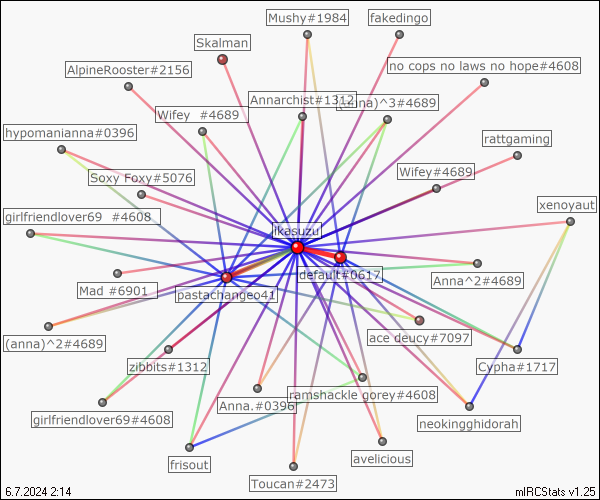 Mushy#1984
fakedingo
Skalman
AlpineRooster#2156
no cops no laws no hope#4608
Annarchist#1312
(anna)^3#4689
Wifey #4689
hypomanianna#0396
rattgaming
Soxy Foxy#5076
Wifey#4689
xenoyaut
girlfriendlover69 #4608
ikasuzu
default#0617
Anna^2#4689
Mad #6901
pastachangeo41
ace deucy#7097
(anna)^2#4689
zibbits#1312
Cypha#1717
ramshackle gorey#4608
Anna.#0396
girlfriendlover69#4608
neokingghidorah
frisout
avelicious
Toucan#2473
6.7.2024 2:14
mIRCStats v1.25